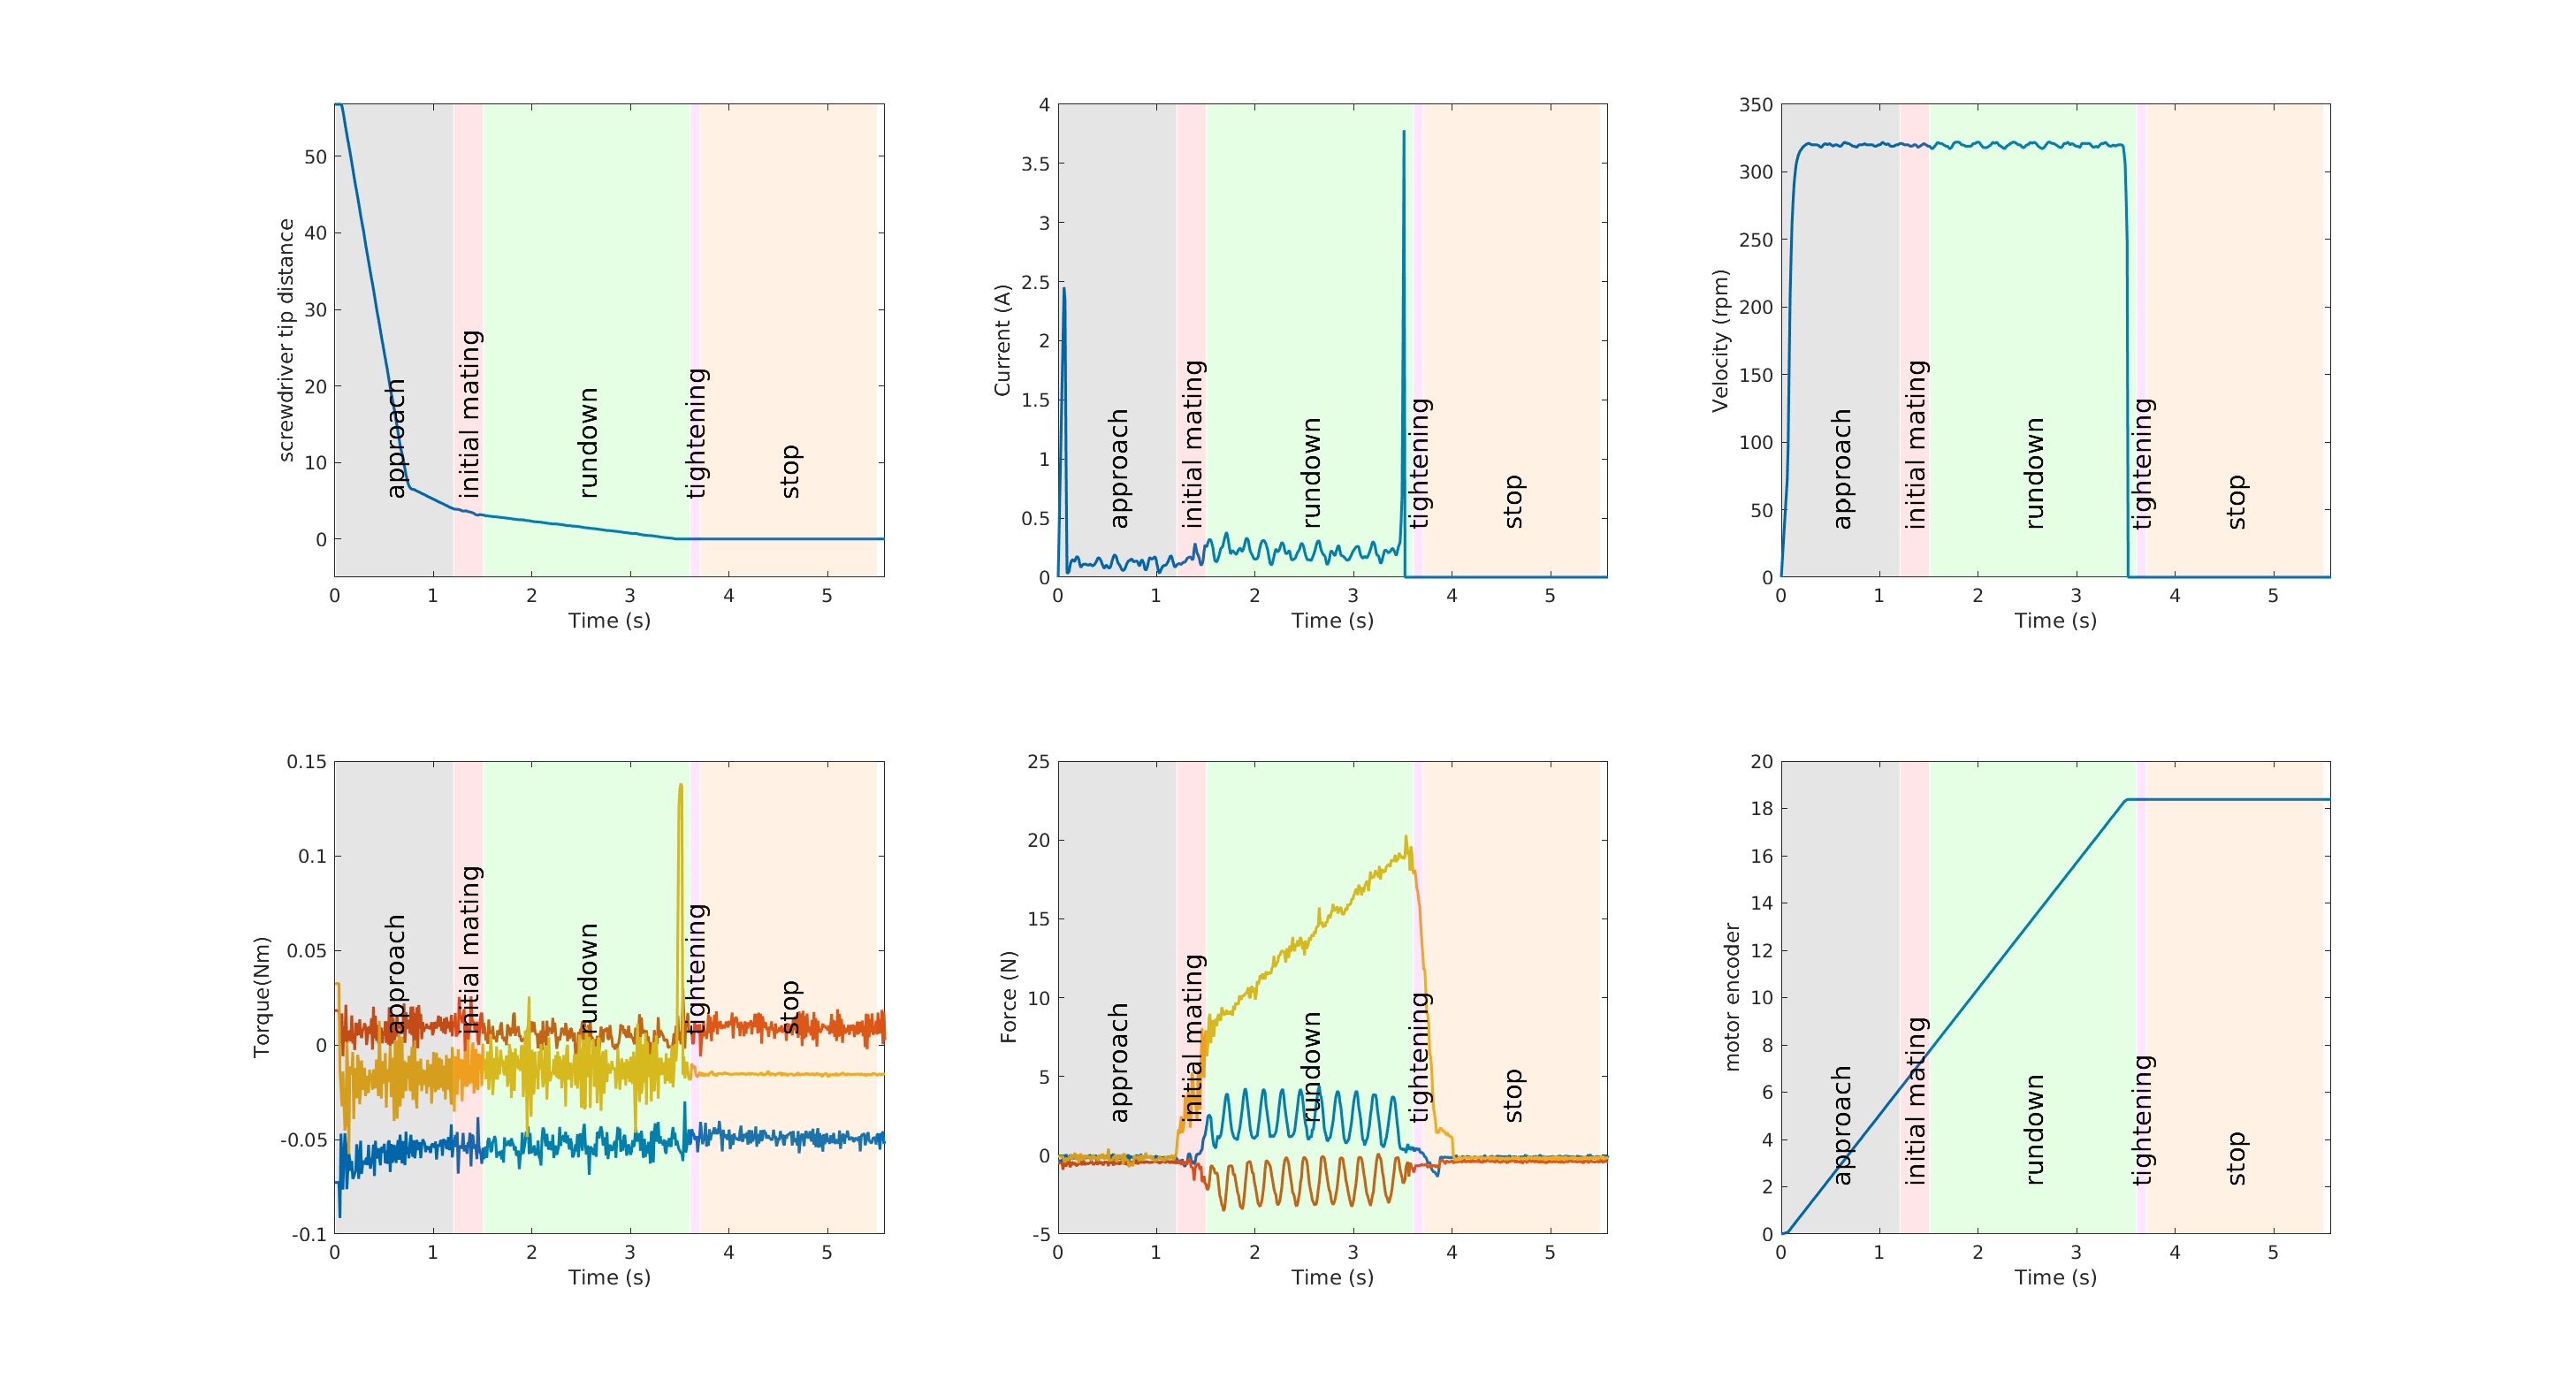 screwdriver tip distance
50
40
30
20
10
0
approach
initial mating
rundown
tightening
stop
0 1 2 3 4 5
Time (s)
Current (A)
4
3.5
3
2.5
2
1.5
1
0.5
0
approach
initial mating
rundown
tightening
stop
0 1 2 3 4 5
Time (s)
Velocity (rpm)
350
300
250
200
150
100
50
0
approach
initial mating
rundown
tightening
stop
0 1 2 3 4 5
Time (s)
Torque(Nm)
0.15
0.1
0.05
0
-0.05
-0.1
approach
initial mating
rundown
tightening
stop
0 1 2 3 4 5
Time (s)
Force (N)
25
20
15
10
5
0
-5
approach
initial mating
rundown
tightening
stop
0 1 2 3 4 5
Time (s)
motor encoder
20
18
16
14
12
10
8
6
4
2
0
approach
initial mating
rundown
tightening
stop
0 1 2 3 4 5
Time (s)